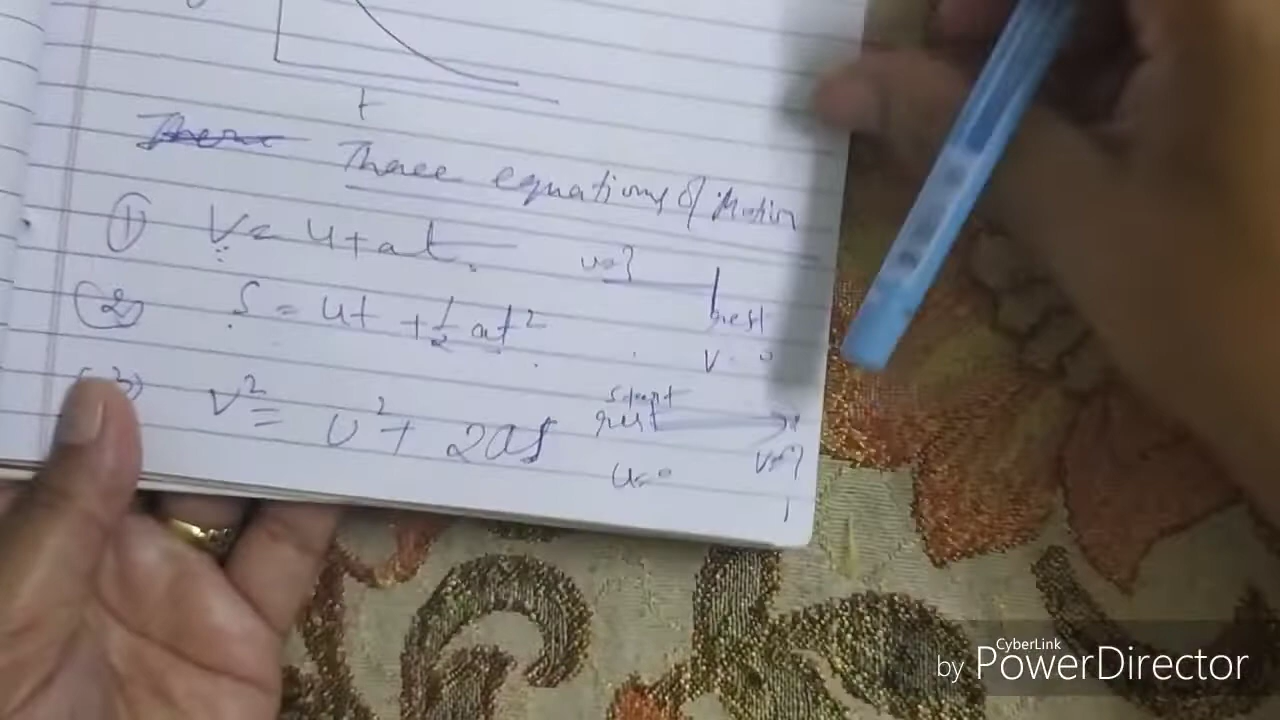 t
Three equations of Motion
① V = u + at
v=?
rest
V = 0
② S = ut + 1/2 at²
(3) v² = u² + 2as
start
rest
u=0
v=?
CyberLink
by PowerDirector